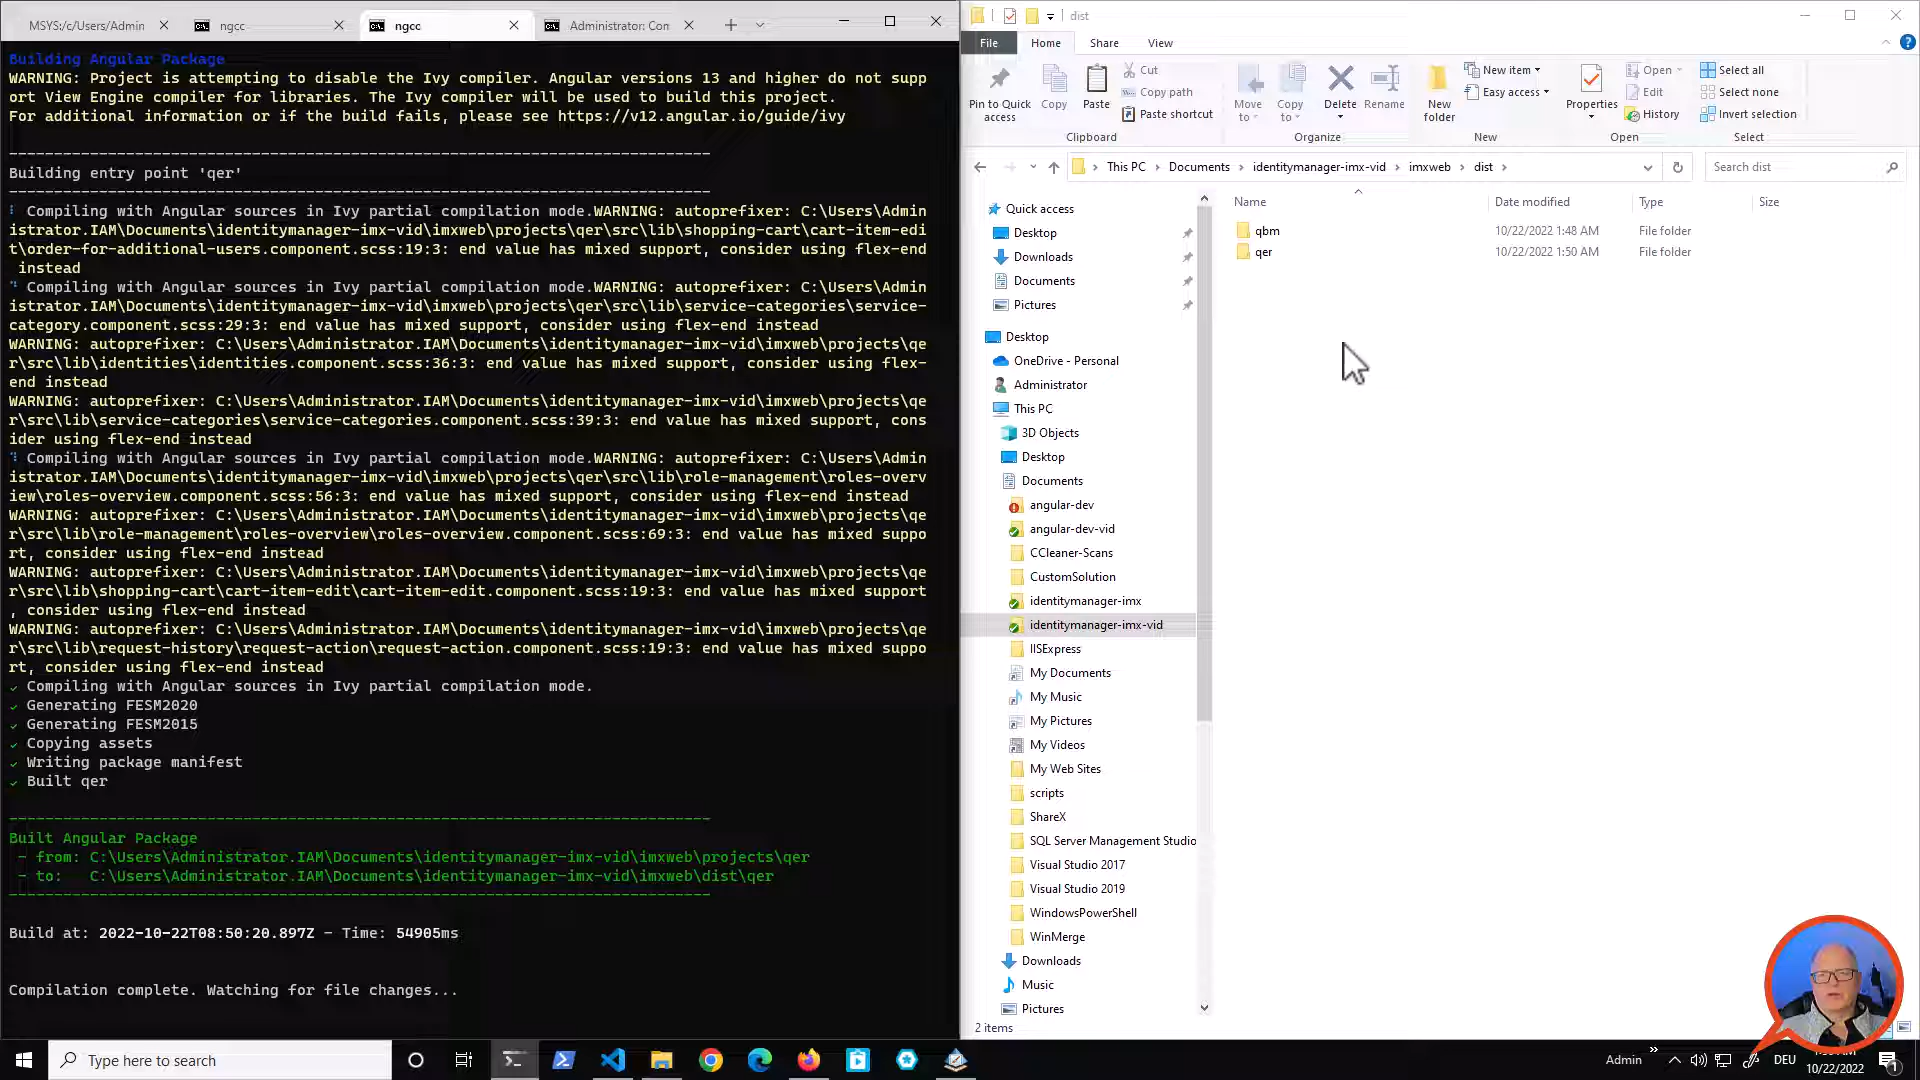 MSYS:/c/Users/Admin
ngcc
ngcc
Administrator: Con
Building Angular Package
WARNING: Project is attempting to disable the Ivy compiler. Angular versions 13 and higher do not supp
ort View Engine compiler for libraries. The Ivy compiler will be used to build this project.
For additional information or if the build fails, please see https://v12.angular.io/guide/ivy
------------------------------------------------------------------------------
Building entry point 'qer'
------------------------------------------------------------------------------
Compiling with Angular sources in Ivy partial compilation mode.WARNING: autoprefixer: C:\Users\Admin
istrator.IAM\Documents\identitymanager-imx-vid\imxweb\projects\qer\src\lib\shopping-cart\cart-item-edi
t\order-for-additional-users.component.scss:19:3: end value has mixed support, consider using flex-end
instead
Compiling with Angular sources in Ivy partial compilation mode.WARNING: autoprefixer: C:\Users\Admin
istrator.IAM\Documents\identitymanager-imx-vid\imxweb\projects\qer\src\lib\service-categories\service-
category.component.scss:29:3: end value has mixed support, consider using flex-end instead
WARNING: autoprefixer: C:\Users\Administrator.IAM\Documents\identitymanager-imx-vid\imxweb\projects\qe
r\src\lib\identities\identities.component.scss:36:3: end value has mixed support, consider using flex-
end instead
WARNING: autoprefixer: C:\Users\Administrator.IAM\Documents\identitymanager-imx-vid\imxweb\projects\qe
r\src\lib\service-categories\service-categories.component.scss:39:3: end value has mixed support, cons
ider using flex-end instead
Compiling with Angular sources in Ivy partial compilation mode.WARNING: autoprefixer: C:\Users\Admin
istrator.IAM\Documents\identitymanager-imx-vid\imxweb\projects\qer\src\lib\role-management\roles-overv
iew\roles-overview.component.scss:56:3: end value has mixed support, consider using flex-end instead
WARNING: autoprefixer: C:\Users\Administrator.IAM\Documents\identitymanager-imx-vid\imxweb\projects\qe
r\src\lib\role-management\roles-overview\roles-overview.component.scss:69:3: end value has mixed suppo
rt, consider using flex-end instead
WARNING: autoprefixer: C:\Users\Administrator.IAM\Documents\identitymanager-imx-vid\imxweb\projects\qe
r\src\lib\shopping-cart\cart-item-edit\cart-item-edit.component.scss:19:3: end value has mixed support
, consider using flex-end instead
WARNING: autoprefixer: C:\Users\Administrator.IAM\Documents\identitymanager-imx-vid\imxweb\projects\qe
r\src\lib\request-history\request-action\request-action.component.scss:19:3: end value has mixed suppo
rt, consider using flex-end instead
✓ Compiling with Angular sources in Ivy partial compilation mode.
✓ Generating FESM2020
✓ Generating FESM2015
✓ Copying assets
✓ Writing package manifest
✓ Built qer
------------------------------------------------------------------------------
Built Angular Package
- from: C:\Users\Administrator.IAM\Documents\identitymanager-imx-vid\imxweb\projects\qer
- to: C:\Users\Administrator.IAM\Documents\identitymanager-imx-vid\imxweb\dist\qer
------------------------------------------------------------------------------
Build at: 2022-10-22T08:50:20.897Z - Time: 54905ms
Compilation complete. Watching for file changes...
dist
File Home Share View
Pin to Quick access
Copy
Paste
Cut
Copy path
Paste shortcut
Clipboard
Move to
Copy to
Delete
Rename
Organize
New folder
New item
Easy access
New
Properties
Open
Edit
History
Open
Select all
Select none
Invert selection
Select
This PC > Documents > identitymanager-imx-vid > imxweb > dist >
Search dist
Name Date modified Type Size
qbm 10/22/2022 1:48 AM File folder
qer 10/22/2022 1:50 AM File folder
Quick access
Desktop
Downloads
Documents
Pictures
Desktop
OneDrive - Personal
Administrator
This PC
3D Objects
Desktop
Documents
angular-dev
angular-dev-vid
CCleaner-Scans
CustomSolution
identitymanager-imx
identitymanager-imx-vid
IISExpress
My Documents
My Music
My Pictures
My Videos
My Web Sites
scripts
ShareX
SQL Server Management Studio
Visual Studio 2017
Visual Studio 2019
WindowsPowerShell
WinMerge
Downloads
Music
Pictures
2 items
Type here to search
Admin
DEU
10/22/2022
1